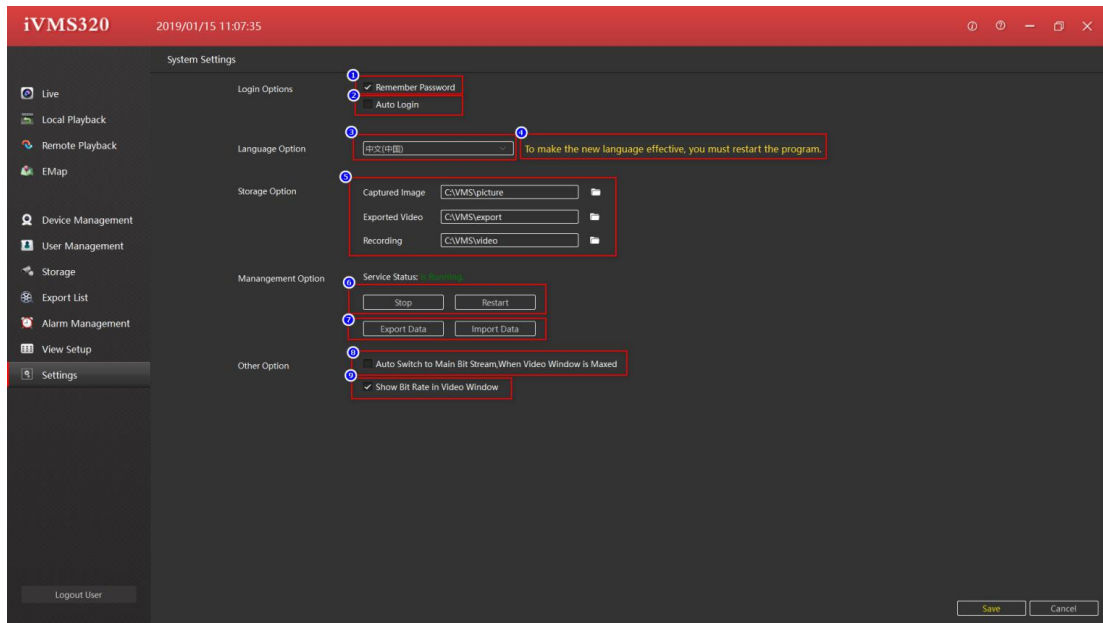 iVMS320 2019/01/15 11:07:35
System Settings
Live
Local Playback
Remote Playback
EMap
Device Management
User Management
Storage
Export List
Alarm Management
View Setup
Settings
Logout User
Login Options
1
Remember Password
2
Auto Login
Language Option
3
中文(中国)
4
To make the new language effective, you must restart the program.
Storage Option
5
Captured Image C:\VMS\picture
Exported Video C:\VMS\export
Recording C:\VMS\video
Manangement Option
Service Status: Is Running.
6
Stop Restart
7
Export Data Import Data
Other Option
8
Auto Switch to Main Bit Stream,When Video Window is Maxed
9
Show Bit Rate in Video Window
Save Cancel